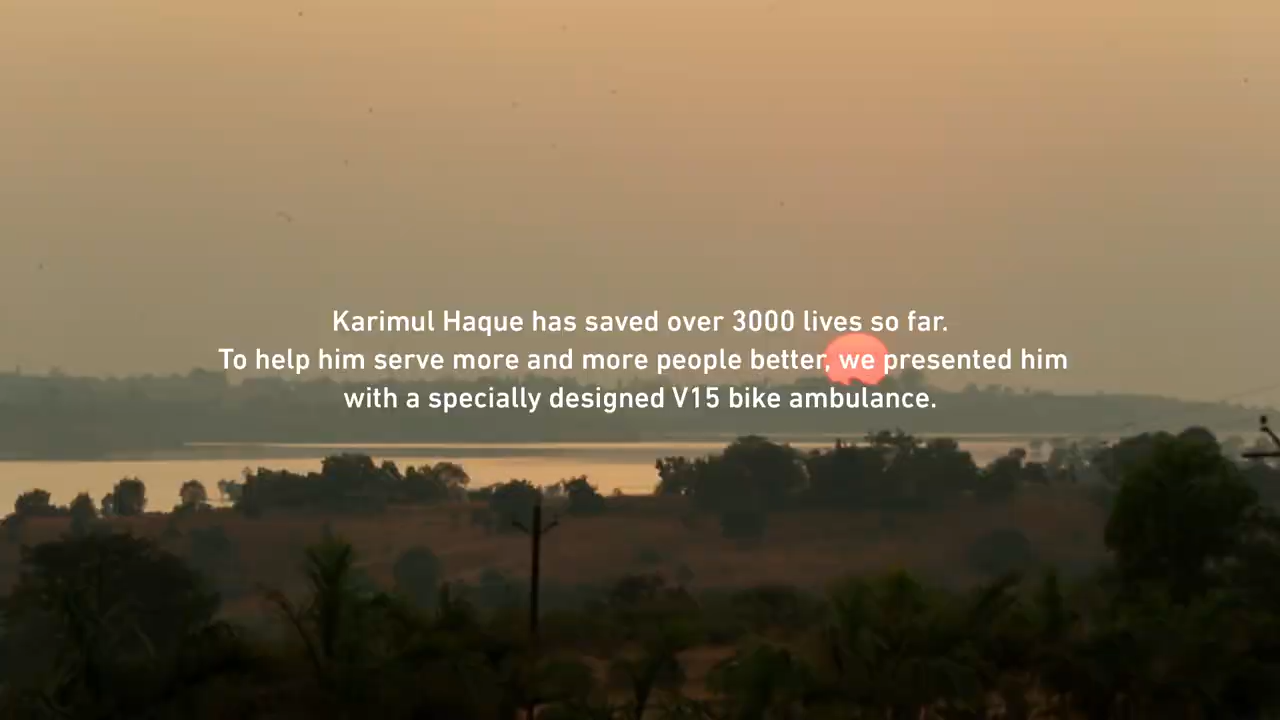 Karimul Haque has saved over 3000 lives so far.
To help him serve more and more people better, we presented him
with a specially designed V15 bike ambulance.